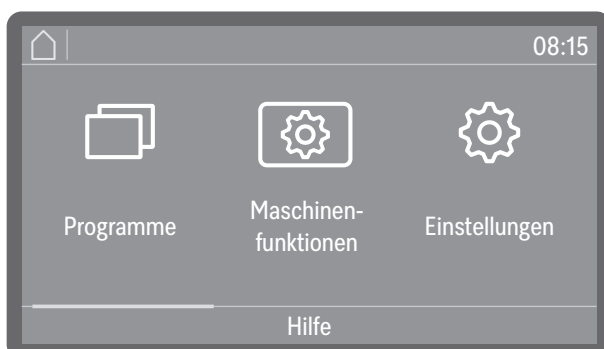 08:15
Programme
Maschinen-
funktionen
Einstellungen
Hilfe